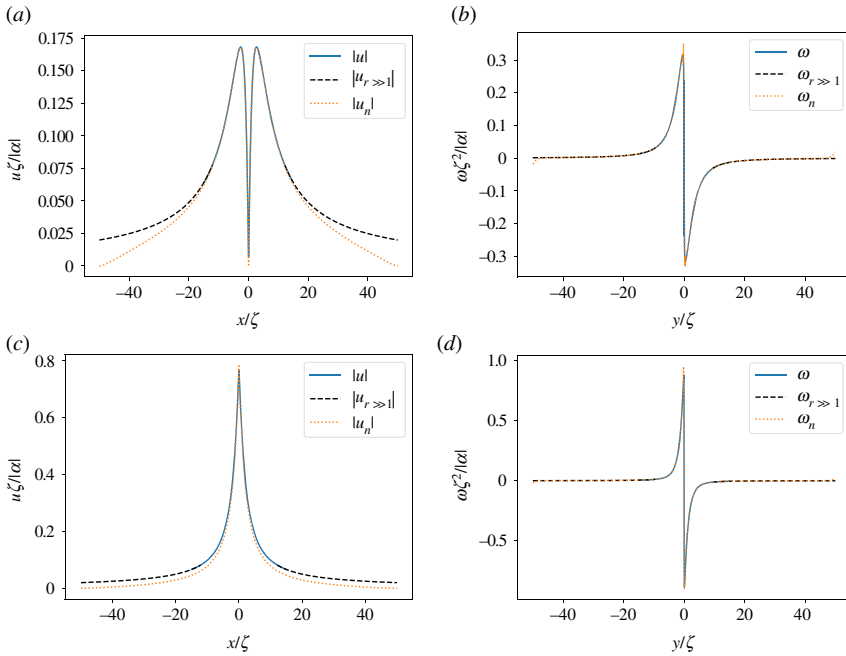 (a)
0.175
0.150
0.125
0.100
0.075
0.050
0.025
0
uζ/|α|
−40 −20 0 20 40
x/ζ
|u|
|u_{r≫1}|
|u_n|
(b)
0.3
0.2
0.1
0
−0.1
−0.2
−0.3
ωζ²/|α|
−40 −20 0 20 40
y/ζ
ω
ω_{r≫1}
ω_n
(c)
0.8
0.6
0.4
0.2
0
uζ/|α|
−40 −20 0 20 40
x/ζ
|u|
|u_{r≫1}|
|u_n|
(d)
1.0
0.5
0
−0.5
ωζ²/|α|
−40 −20 0 20 40
y/ζ
ω
ω_{r≫1}
ω_n